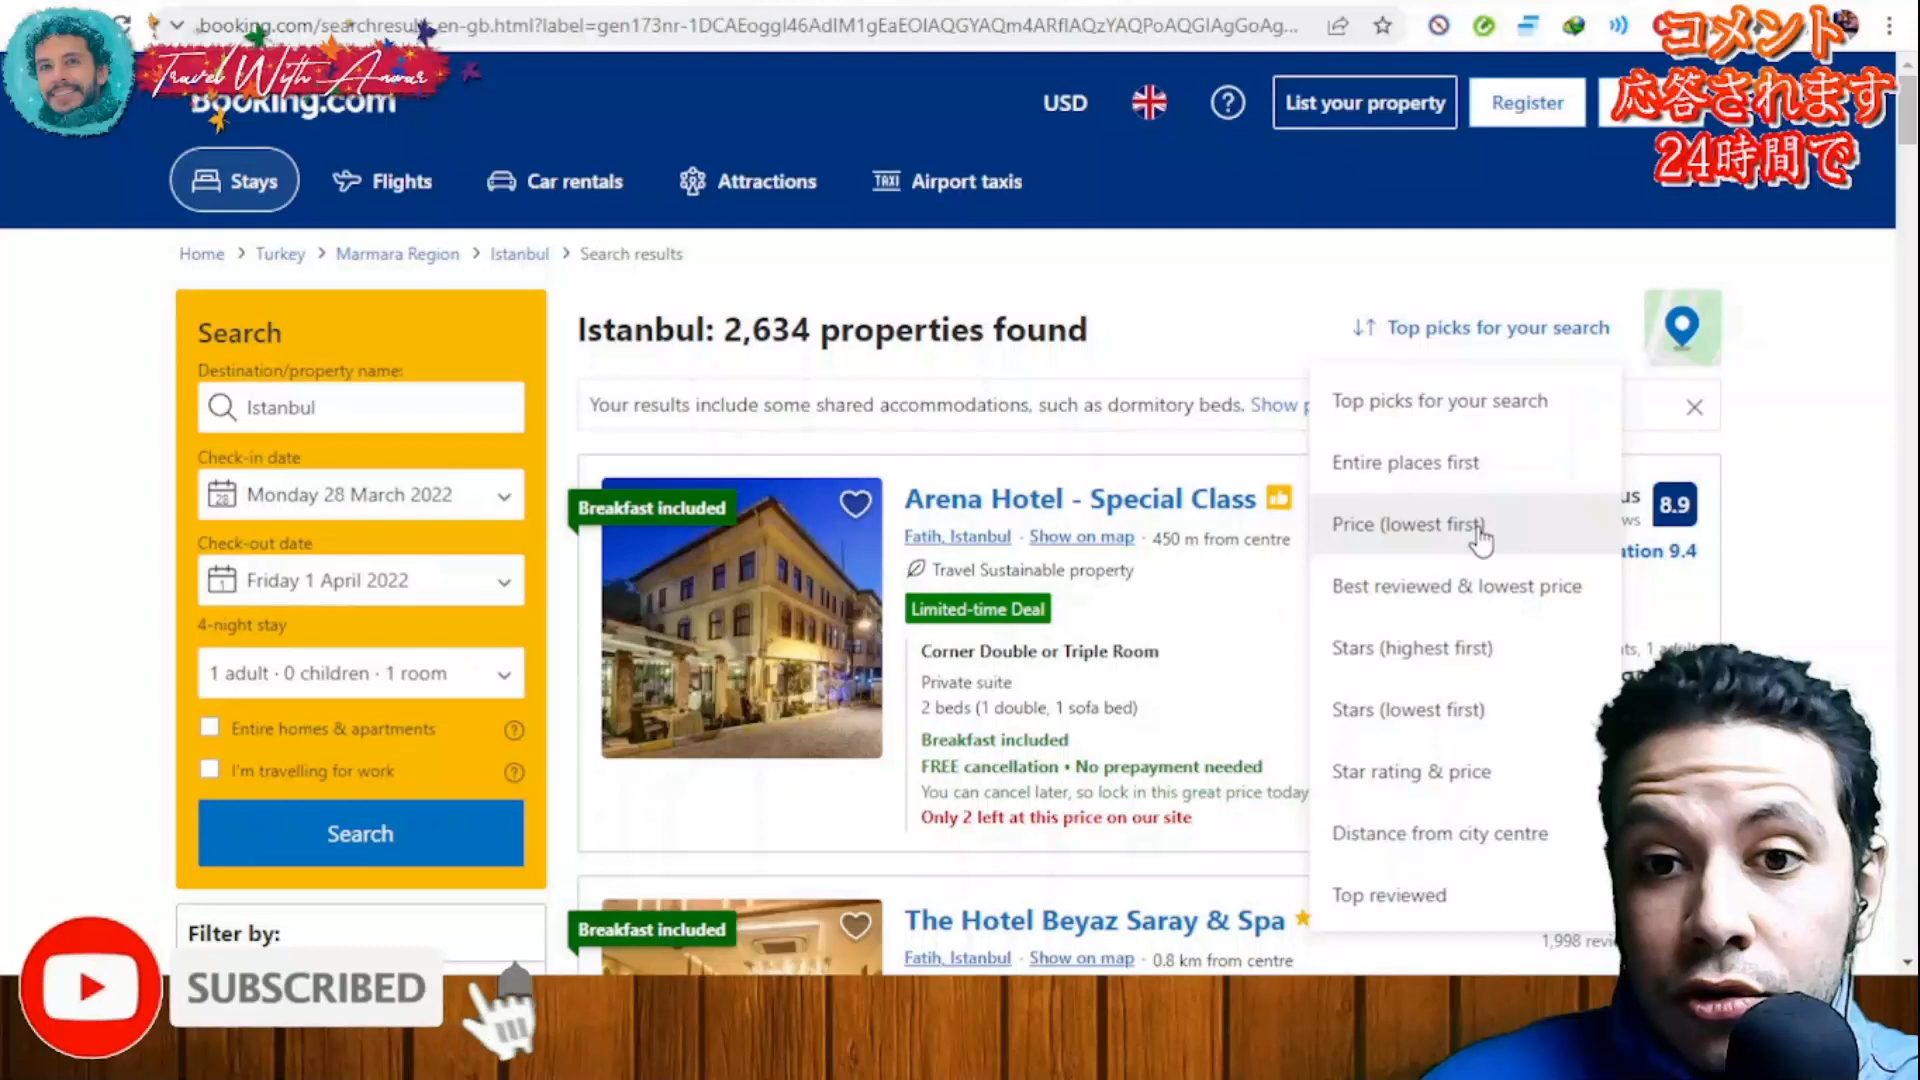 booking.com/searchresults.en-gb.html?label=gen173nr-1DCAEoggI46AdIM1gEaEOIAQGYAQm4ARfIAQzYAQPoAQGIAgGoAg...
Travel With Anwar
コメント
応答されます
24時間で
Booking.com
USD
List your property
Register
Stays
Flights
Car rentals
Attractions
TAXI Airport taxis
Home > Turkey > Marmara Region > Istanbul > Search results
Search
Destination/property name:
Istanbul
Check-in date
28 Monday 28 March 2022
Check-out date
1 Friday 1 April 2022
4-night stay
1 adult · 0 children · 1 room
Entire homes & apartments
I'm travelling for work
Search
Filter by:
Istanbul: 2,634 properties found
Top picks for your search
Your results include some shared accommodations, such as dormitory beds. Show p
Top picks for your search
Entire places first
Price (lowest first)
Best reviewed & lowest price
Stars (highest first)
Stars (lowest first)
Star rating & price
Distance from city centre
Top reviewed
Breakfast included
Arena Hotel - Special Class
Fatih, Istanbul · Show on map · 450 m from centre
Travel Sustainable property
Limited-time Deal
Corner Double or Triple Room
Private suite
2 beds (1 double, 1 sofa bed)
Breakfast included
FREE cancellation • No prepayment needed
You can cancel later, so lock in this great price today
Only 2 left at this price on our site
8.9
9.4
Breakfast included
The Hotel Beyaz Saray & Spa
Fatih, Istanbul · Show on map · 0.8 km from centre
1,998
SUBSCRIBED